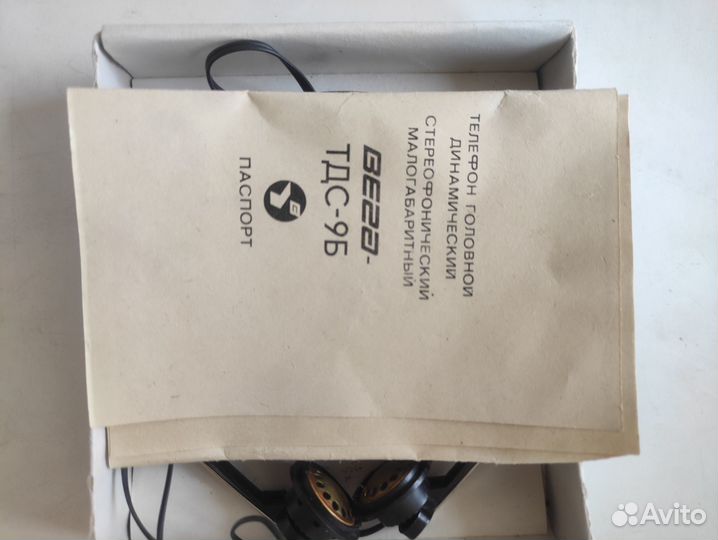 ТЕЛЕФОН ГОЛОВНОЙ
ДИНАМИЧЕСКИЙ
СТЕРЕОФОНИЧЕСКИЙ
МАЛОГАБАРИТНЫЙ
ВЕГА-
ТДС-9Б
ПАСПОРТ
Avito